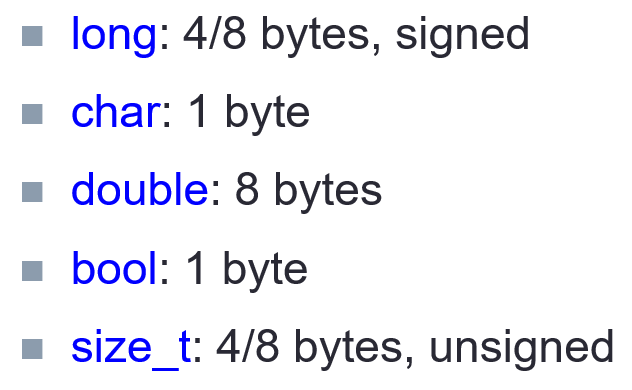 long: 4/8 bytes, signed
char: 1 byte
double: 8 bytes
bool: 1 byte
size_t: 4/8 bytes, unsigned